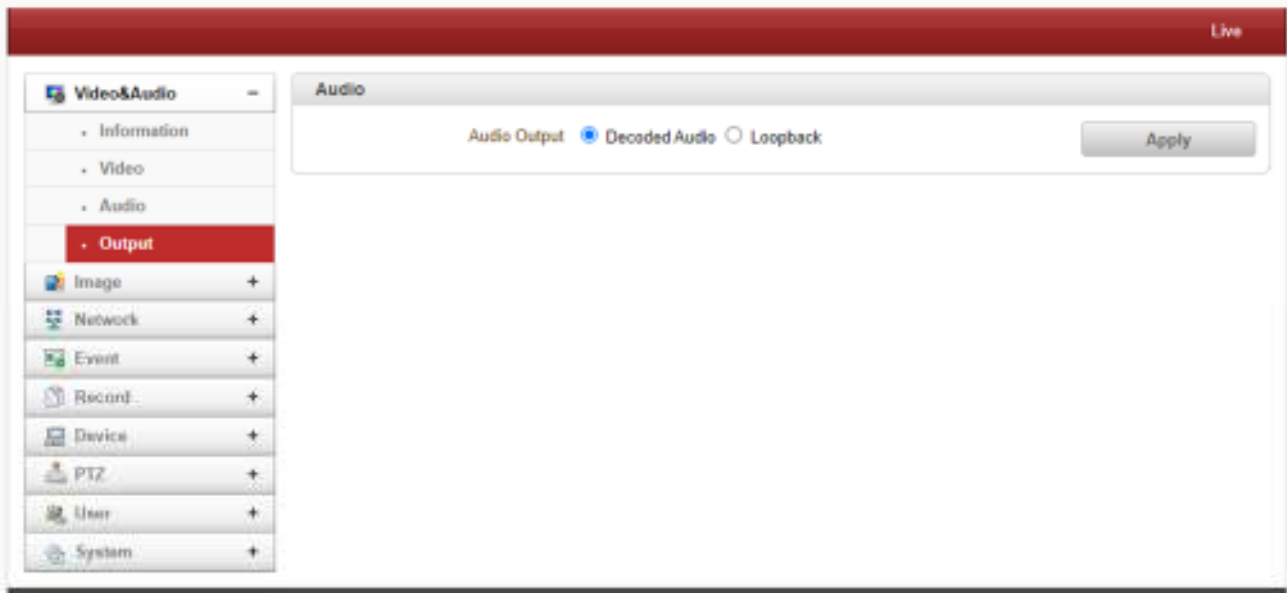 Live
Video&Audio −
Information
Video
Audio
Output
Image +
Network +
Event +
Record +
Device +
PTZ +
User +
System +
Audio
Audio Output Decoded Audio Loopback
Apply